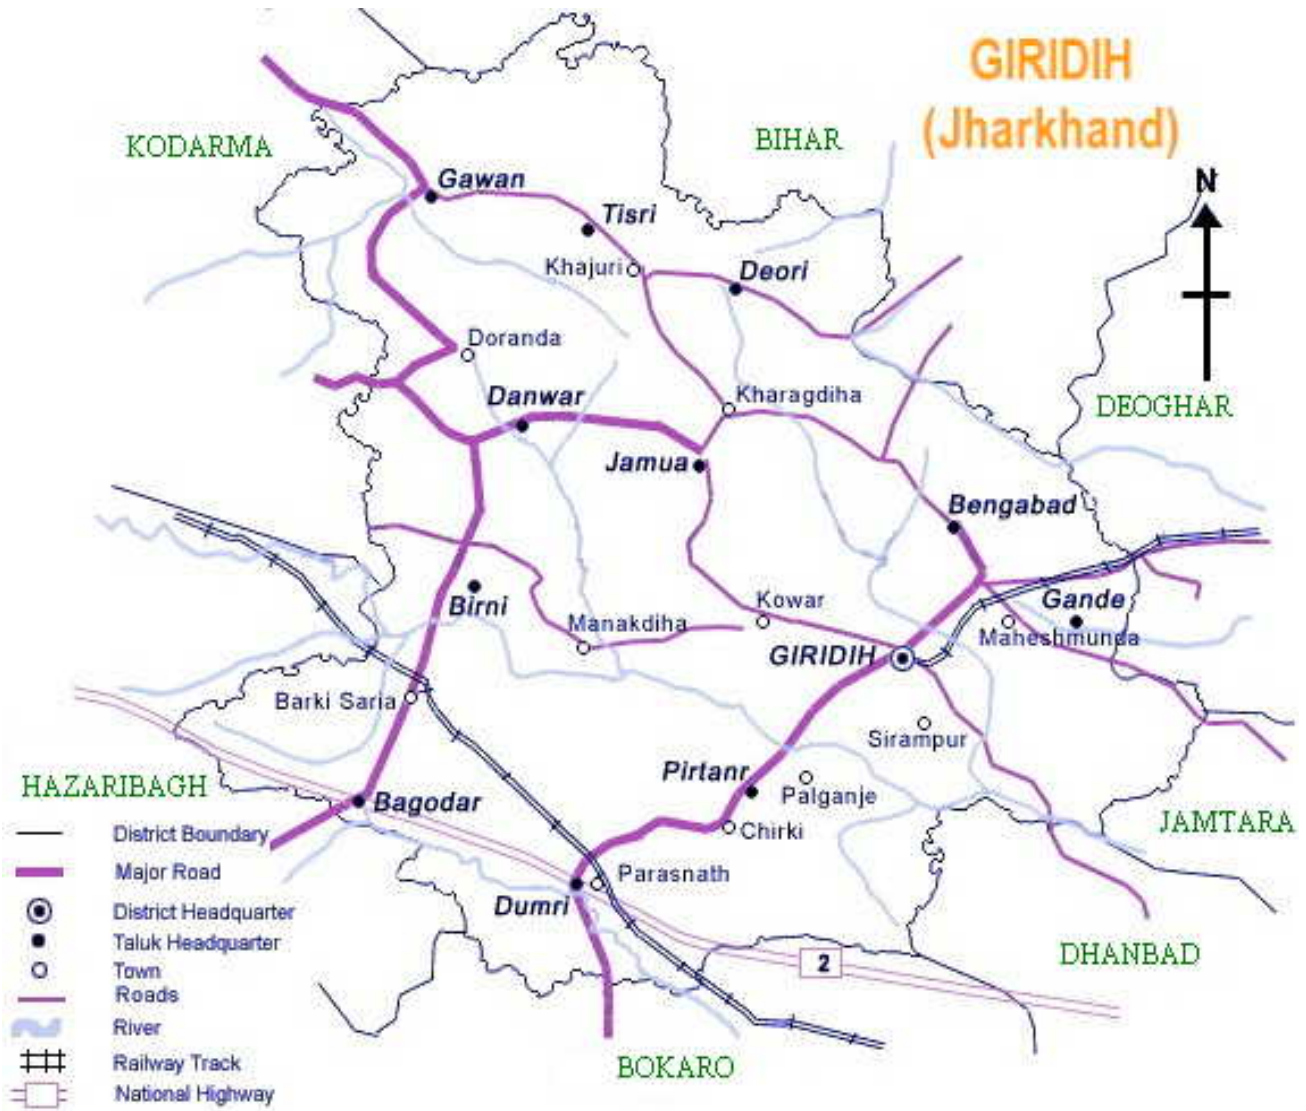 GIRIDIH
(Jharkhand)
KODARMA
BIHAR
N
Gawan
Tisri
Khajuri
Deori
Doranda
Danwar
Kharagdiha
DEOGHAR
Jamua
Bengabad
Birni
Kowar
Gande
Manakdiha
Maheshmunda
GIRIDIH
Barki Saria
Sirampur
Pirtanr
HAZARIBAGH
Palganje
Bagodar
JAMTARA
Chirki
Parasnath
Dumri
DHANBAD
2
BOKARO
District Boundary
Major Road
District Headquarter
Taluk Headquarter
Town
Roads
River
Railway Track
National Highway